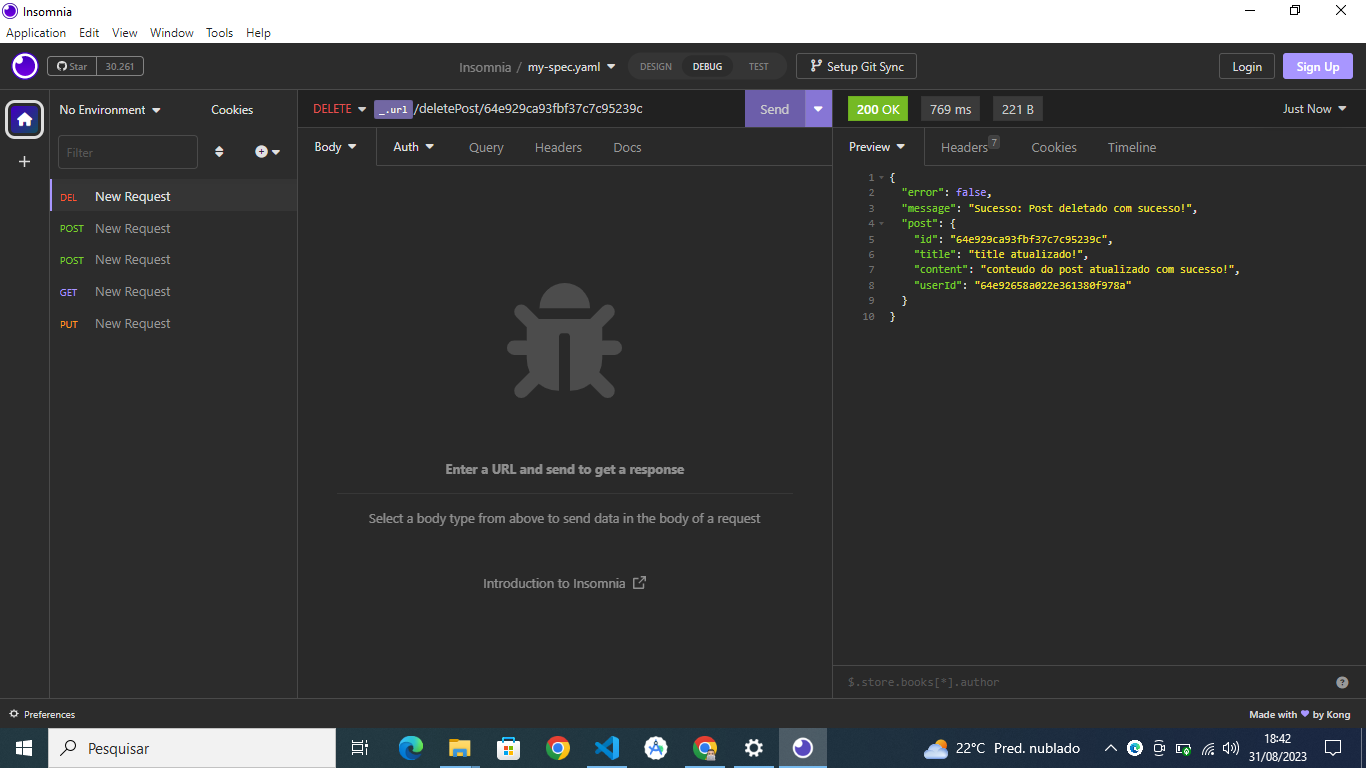 Insomnia
Application Edit View Window Tools Help
Star 30.261
Insomnia / my-spec.yaml
DESIGN DEBUG TEST
Setup Git Sync
Login Sign Up
No Environment Cookies
DELETE _.url /deletePost/64e929ca93fbf37c7c95239c
Send
200 OK 769 ms 221 B
Just Now
Filter
Body Auth Query Headers Docs
Preview Headers 7 Cookies Timeline
DEL New Request
POST New Request
POST New Request
GET New Request
PUT New Request
Enter a URL and send to get a response
Select a body type from above to send data in the body of a request
Introduction to Insomnia
1 {
2 "error": false,
3 "message": "Sucesso: Post deletado com sucesso!",
4 "post": {
5 "id": "64e929ca93fbf37c7c95239c",
6 "title": "title atualizado!",
7 "content": "conteudo do post atualizado com sucesso!",
8 "userId": "64e92658a022e361380f978a"
9 }
10 }
$.store.books[*].author
Preferences
Made with by Kong
Pesquisar
22°C Pred. nublado
18:42
31/08/2023